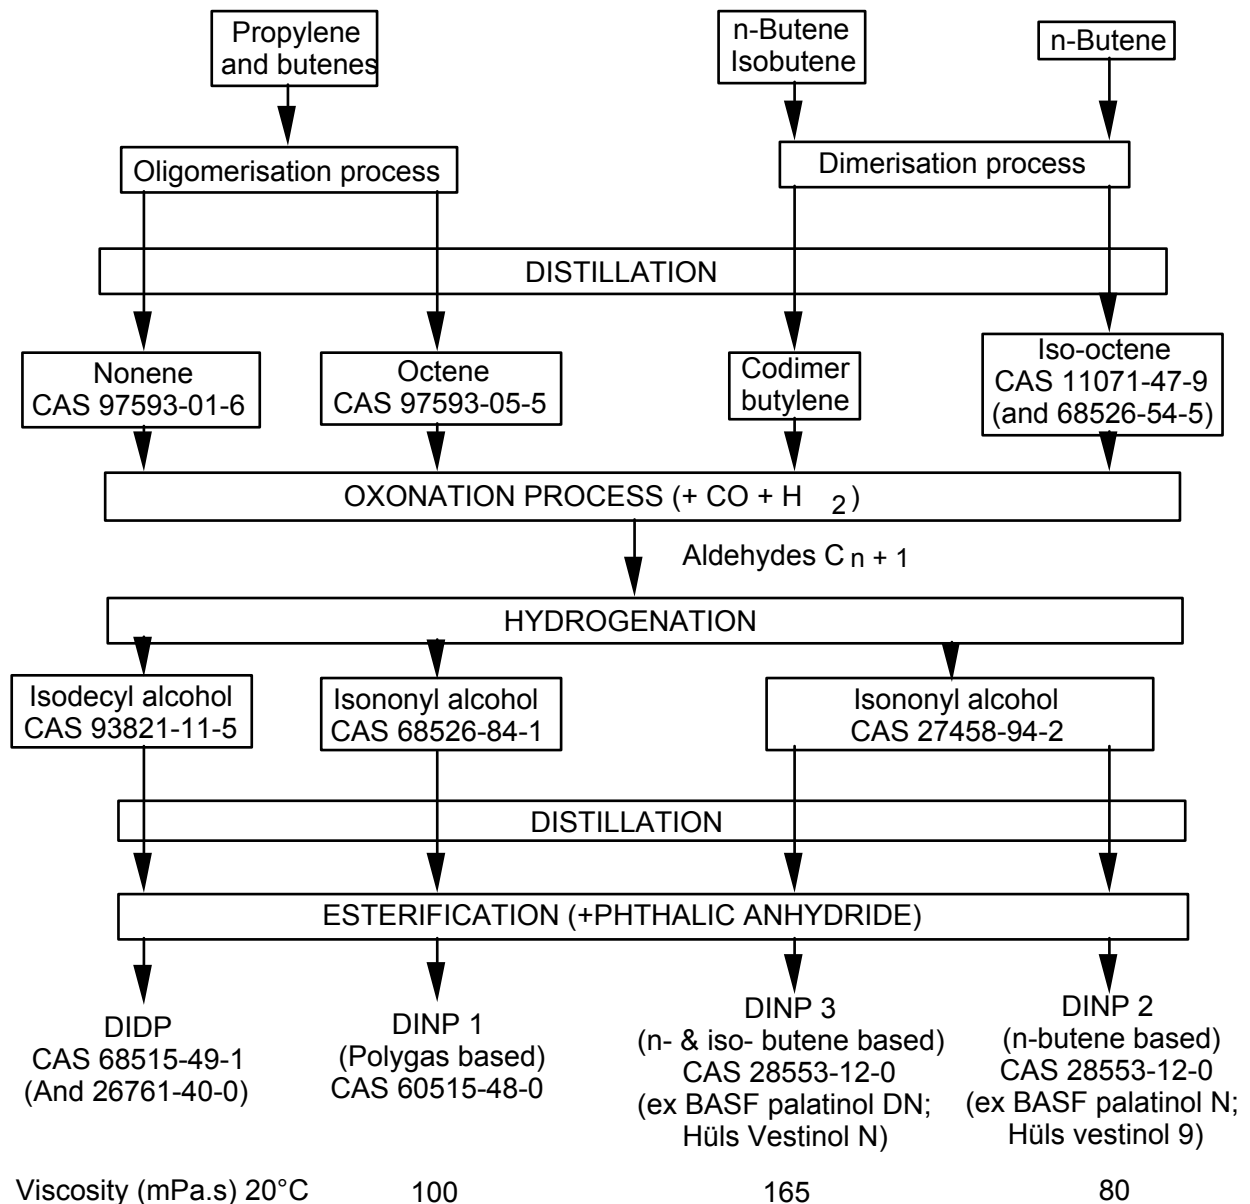 Propylene
and butenes
n-Butene
Isobutene
n-Butene
Oligomerisation process
Dimerisation process
DISTILLATION
Nonene
CAS 97593-01-6
Octene
CAS 97593-05-5
Codimer
butylene
Iso-octene
CAS 11071-47-9
(and 68526-54-5)
OXONATION PROCESS (+ CO + H 2)
Aldehydes C n + 1
HYDROGENATION
Isodecyl alcohol
CAS 93821-11-5
Isononyl alcohol
CAS 68526-84-1
Isononyl alcohol
CAS 27458-94-2
DISTILLATION
ESTERIFICATION (+PHTHALIC ANHYDRIDE)
DIDP
CAS 68515-49-1
(And 26761-40-0)
DINP 1
(Polygas based)
CAS 60515-48-0
DINP 3
(n- & iso- butene based)
CAS 28553-12-0
(ex BASF palatinol DN;
Hüls Vestinol N)
DINP 2
(n-butene based)
CAS 28553-12-0
(ex BASF palatinol N;
Hüls vestinol 9)
Viscosity (mPa.s) 20°C 100 165 80